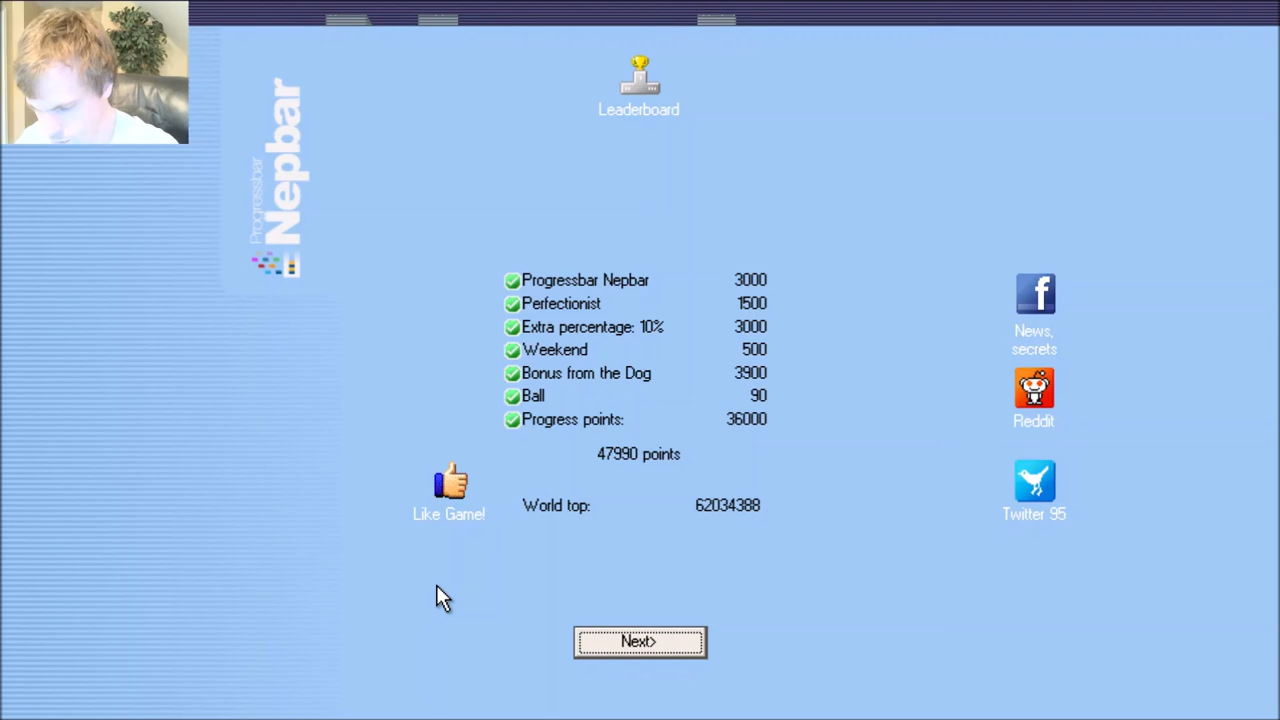 Leaderboard
Progressbar
Nepbar
Progressbar Nepbar 3000
Perfectionist 1500
Extra percentage: 10% 3000
Weekend 500
Bonus from the Dog 3900
Ball 90
Progress points: 36000
47990 points
World top: 62034388
Like Game!
News,
secrets
Reddit
Twitter 95
Next>